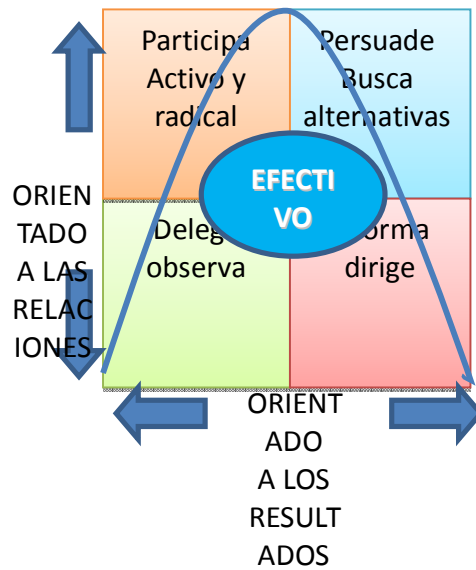 Participa
Activo y
radical
Persuade
Busca
alternativas
EFECTI
VO
ORIEN
TADO
A LAS
RELAC
IONES
observa
dirige
ORIENT
ADO
A LOS
RESULT
ADOS